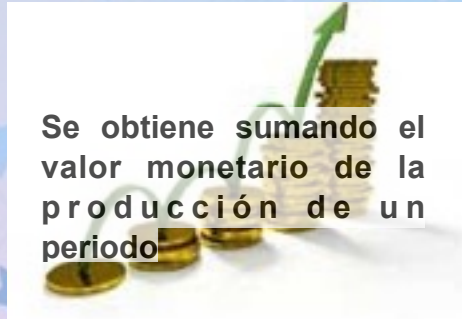 Se obtiene sumando el
valor monetario de la
producción de un
periodo